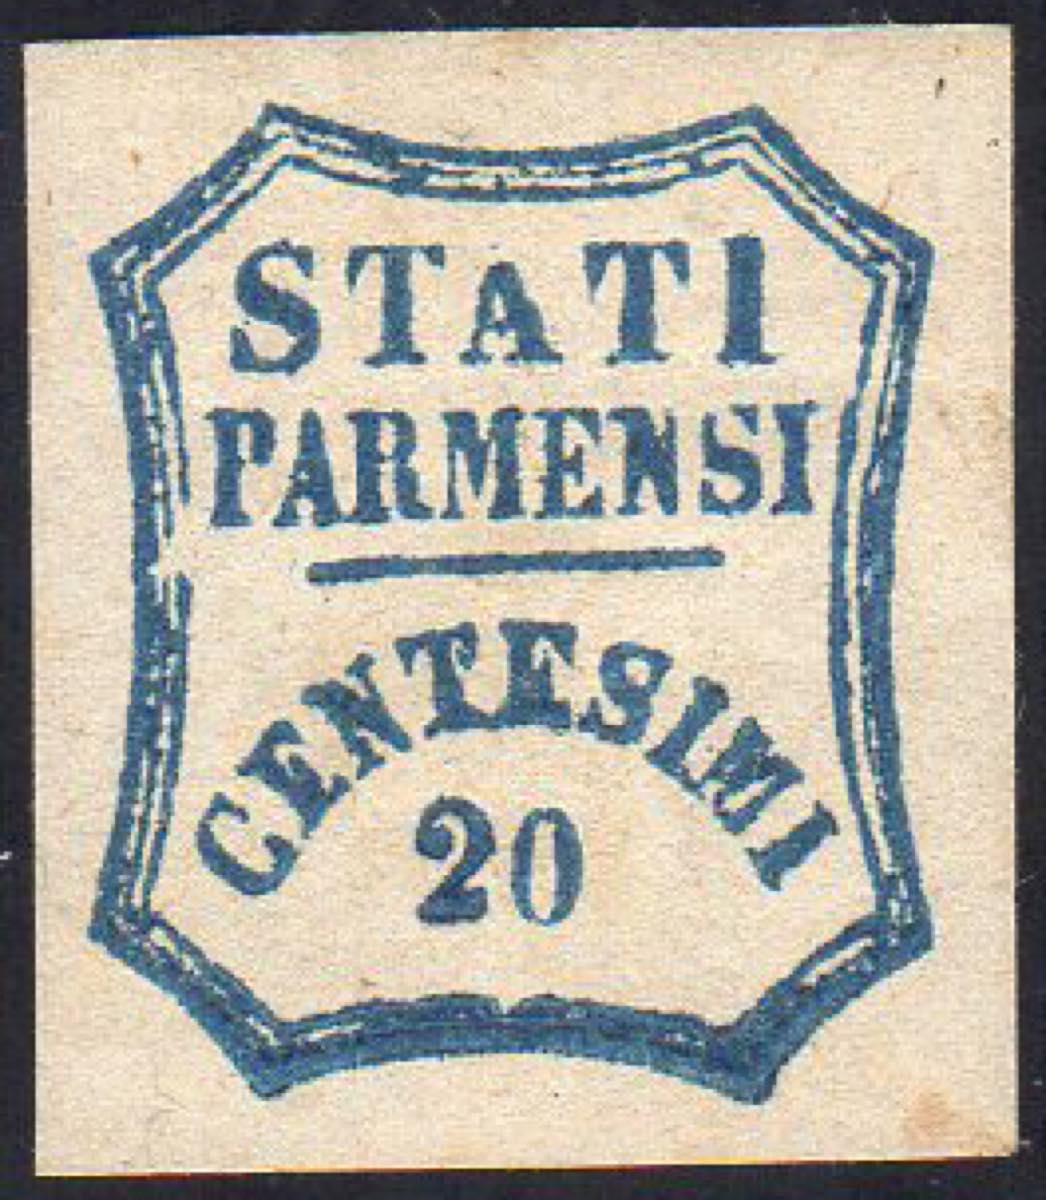 STATI
PARMENSI
CENTESIMI
20